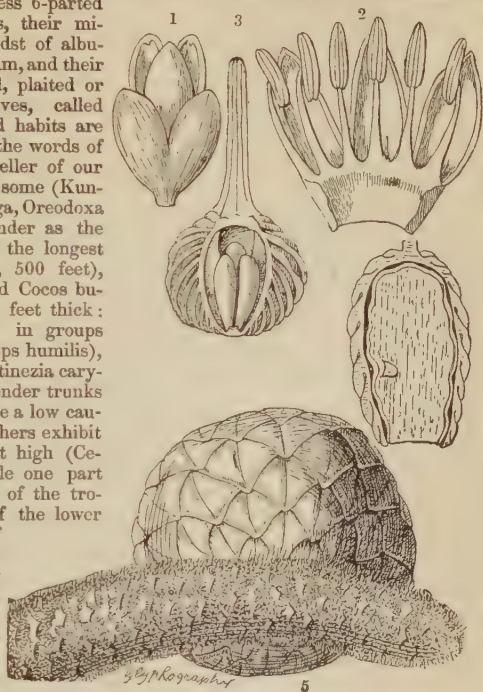 ess 6-parted
s, their mi-
dst of albu-
m, and their
l, plaited or
ves, called
d habits are
the words of
eller of our
some (Kun-
ga, Oreodoxa
nder as the
the longest
, 500 feet),
d Cocos bu-
feet thick:
in groups
ps humilis),
tinezia cary-
nder trunks
e a low cau-
hers exhibit
t high (Ce-
le one part
of the tro-
f the lower
1 3 2
Glyphography
5